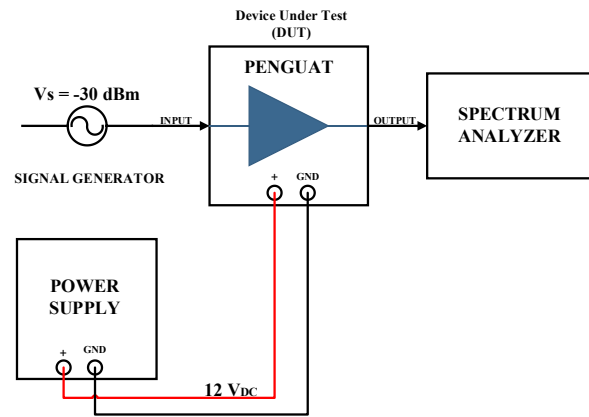 Device Under Test
(DUT)
PENGUAT
Vs = -30 dBm
INPUT
OUTPUT
SPECTRUM
ANALYZER
SIGNAL GENERATOR
+
GND
POWER
SUPPLY
+
GND
12 VDC